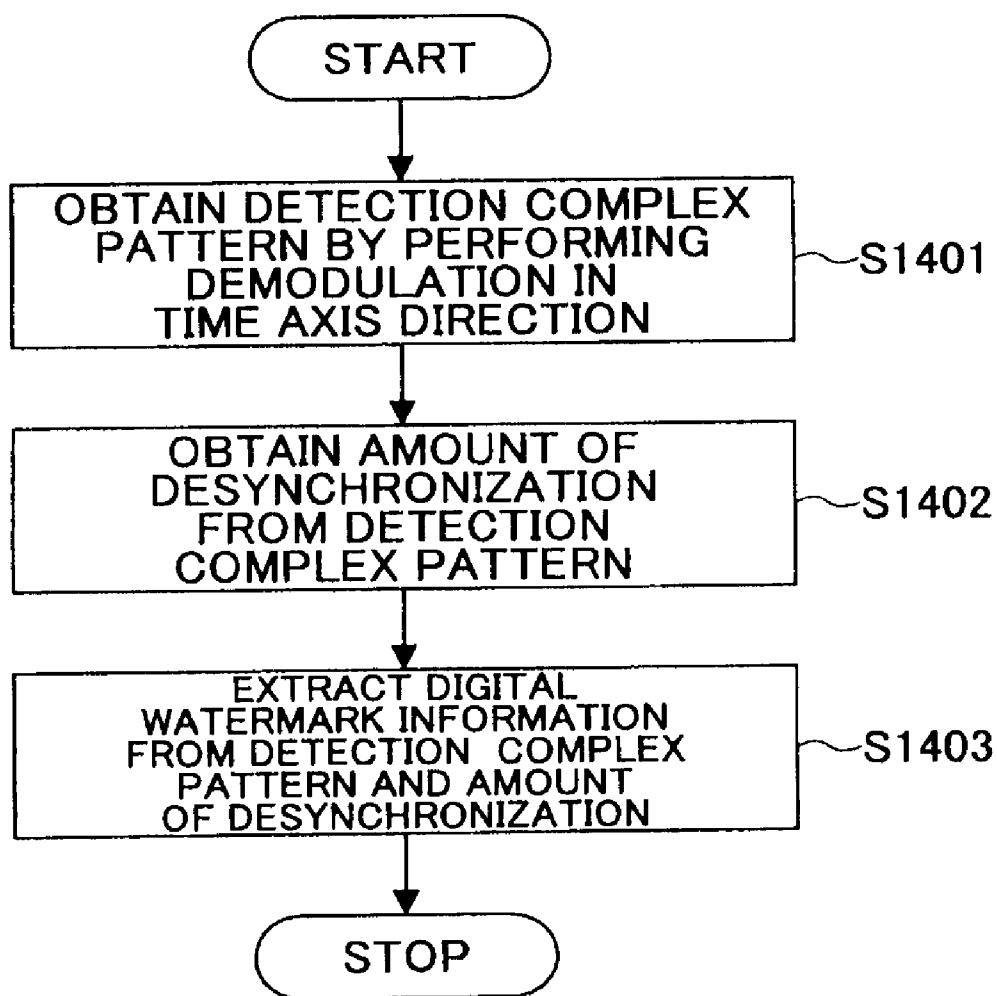 START
OBTAIN DETECTION COMPLEX
PATTERN BY PERFORMING
DEMODULATION IN
TIME AXIS DIRECTION
S1401
OBTAIN AMOUNT OF
DESYNCHRONIZATION
FROM DETECTION
COMPLEX PATTERN
S1402
EXTRACT DIGITAL
WATERMARK INFORMATION
FROM DETECTION COMPLEX
PATTERN AND AMOUNT
OF DESYNCHRONIZATION
S1403
STOP